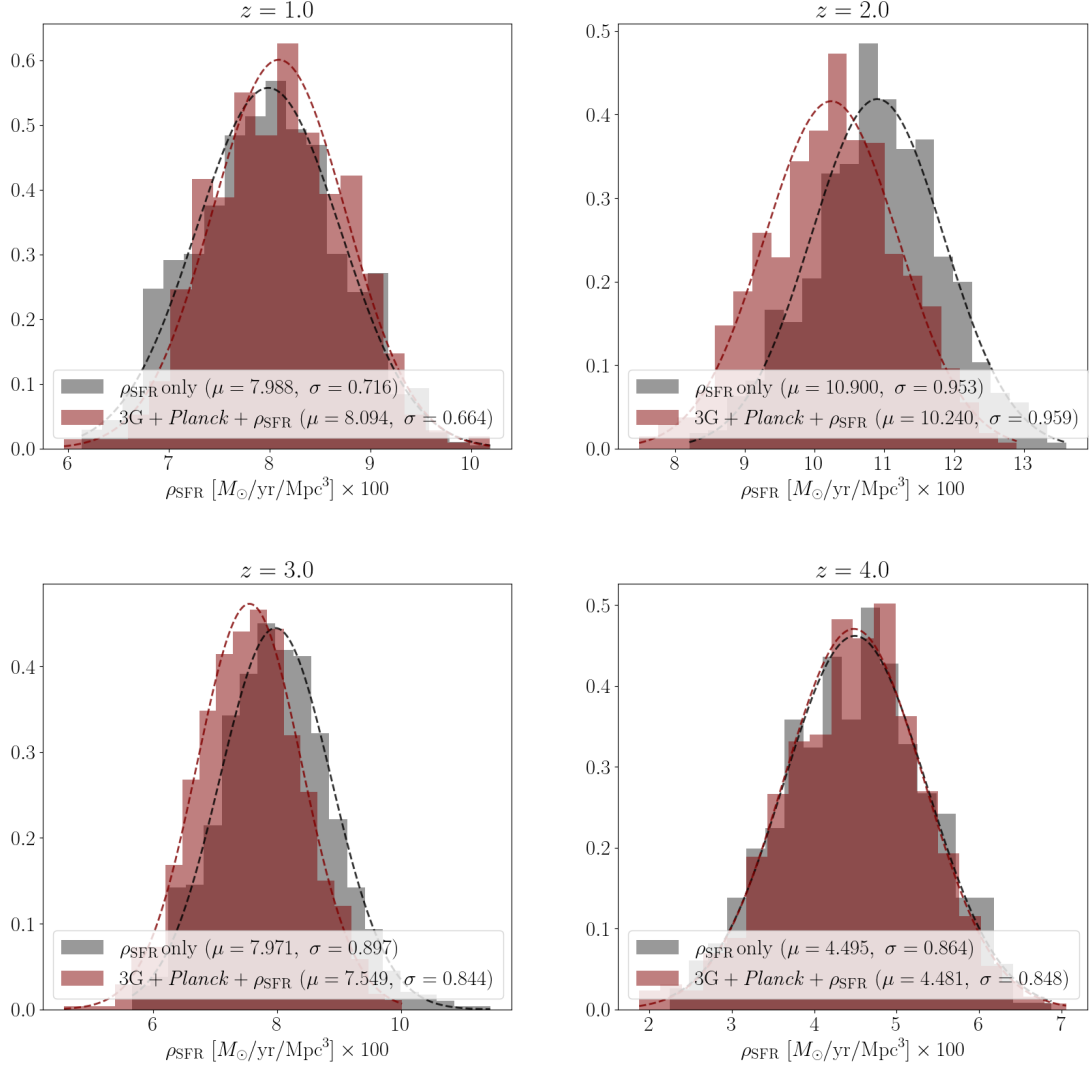 z = 1.0
0.6
0.5
0.4
0.3
0.2
0.1
0.0
ρSFR only (μ = 7.988, σ = 0.716)
3G + Planck + ρSFR (μ = 8.094, σ = 0.664)
6 7 8 9 10
ρSFR [M⊙/yr/Mpc³] × 100
z = 2.0
0.5
0.4
0.3
0.2
0.1
0.0
ρSFR only (μ = 10.900, σ = 0.953)
3G + Planck + ρSFR (μ = 10.240, σ = 0.959)
8 9 10 11 12 13
ρSFR [M⊙/yr/Mpc³] × 100
z = 3.0
0.4
0.3
0.2
0.1
0.0
ρSFR only (μ = 7.971, σ = 0.897)
3G + Planck + ρSFR (μ = 7.549, σ = 0.844)
6 8 10
ρSFR [M⊙/yr/Mpc³] × 100
z = 4.0
0.5
0.4
0.3
0.2
0.1
0.0
ρSFR only (μ = 4.495, σ = 0.864)
3G + Planck + ρSFR (μ = 4.481, σ = 0.848)
2 3 4 5 6 7
ρSFR [M⊙/yr/Mpc³] × 100